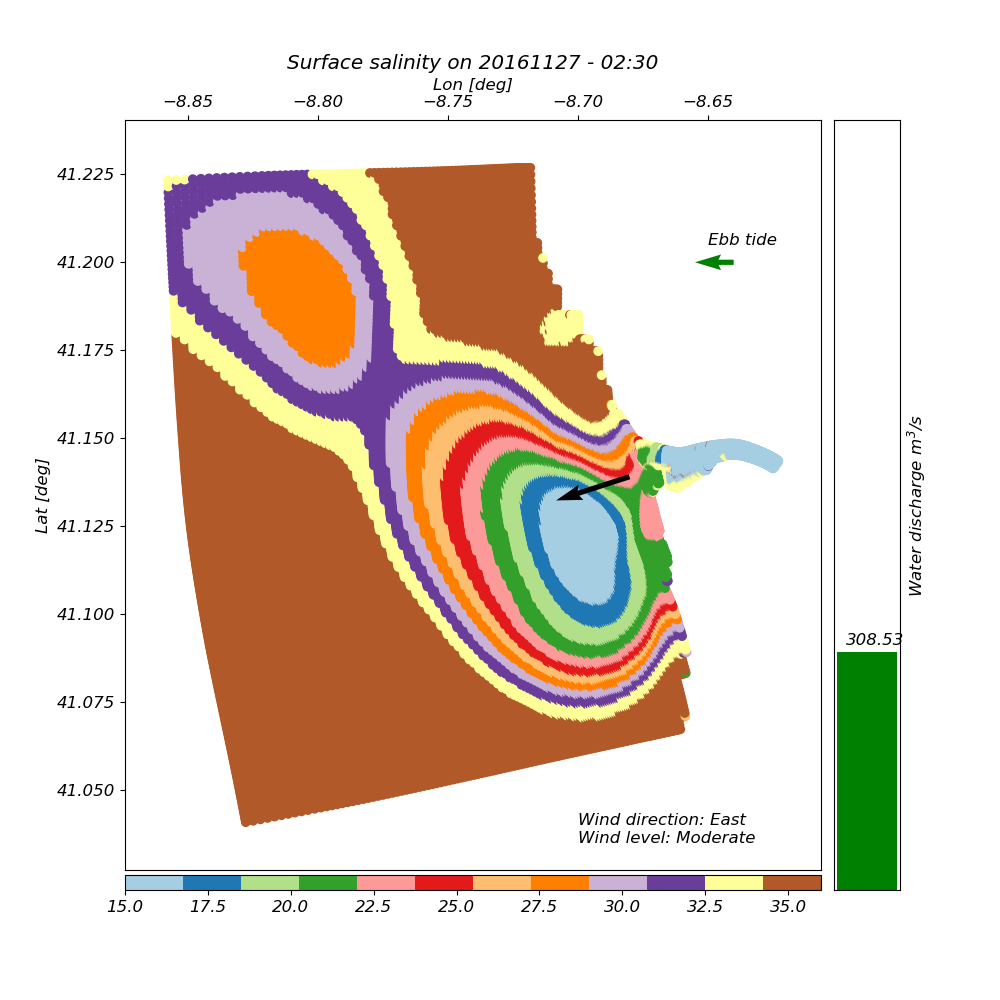 Surface salinity on 20161127 - 02:30
Lon [deg]
−8.85 −8.80 −8.75 −8.70 −8.65
41.225
41.200
41.175
41.150
41.125
41.100
41.075
41.050
Lat [deg]
Ebb tide
Wind direction: East
Wind level: Moderate
Water discharge m³/s
308.53
15.0 17.5 20.0 22.5 25.0 27.5 30.0 32.5 35.0